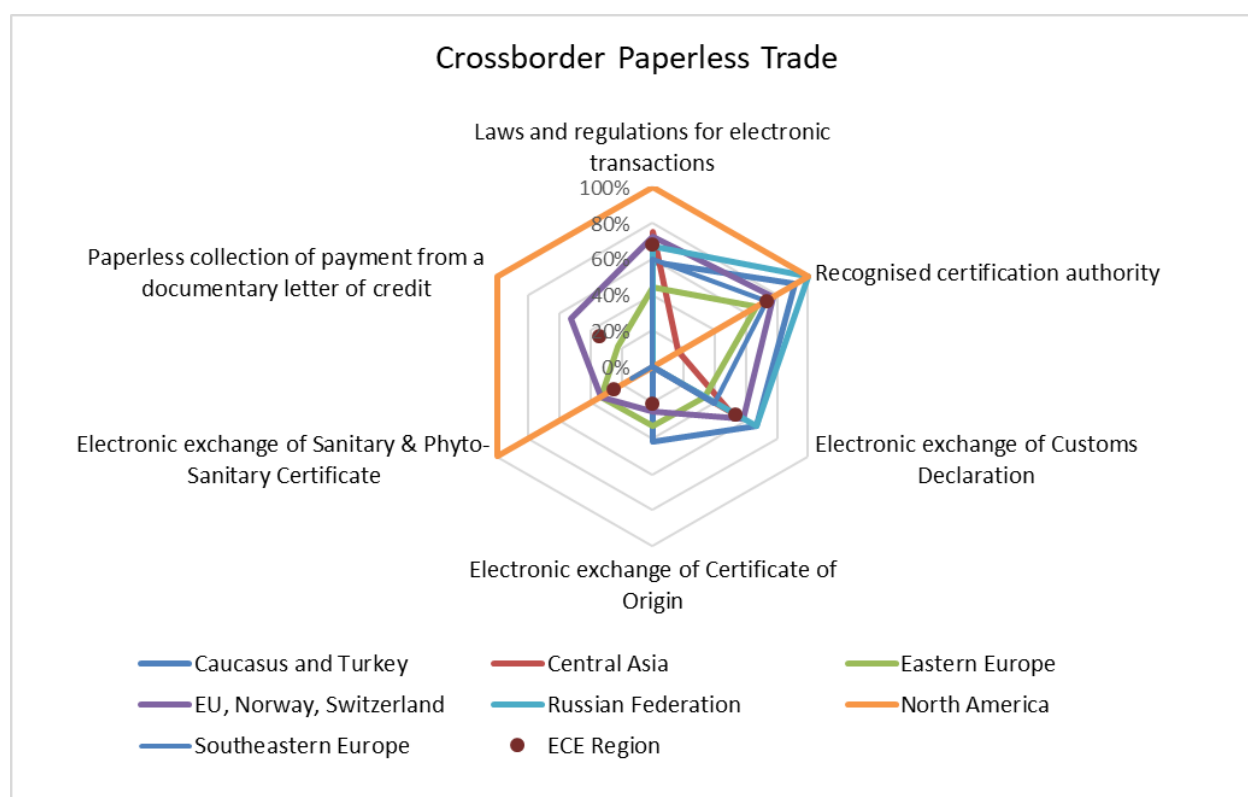 Crossborder Paperless Trade
Laws and regulations for electronic
transactions
100%
80%
60%
40%
20%
0%
Recognised certification authority
Electronic exchange of Customs
Declaration
Electronic exchange of Certificate of
Origin
Electronic exchange of Sanitary & Phyto-
Sanitary Certificate
Paperless collection of payment from a
documentary letter of credit
Caucasus and Turkey
Central Asia
Eastern Europe
EU, Norway, Switzerland
Russian Federation
North America
Southeastern Europe
ECE Region